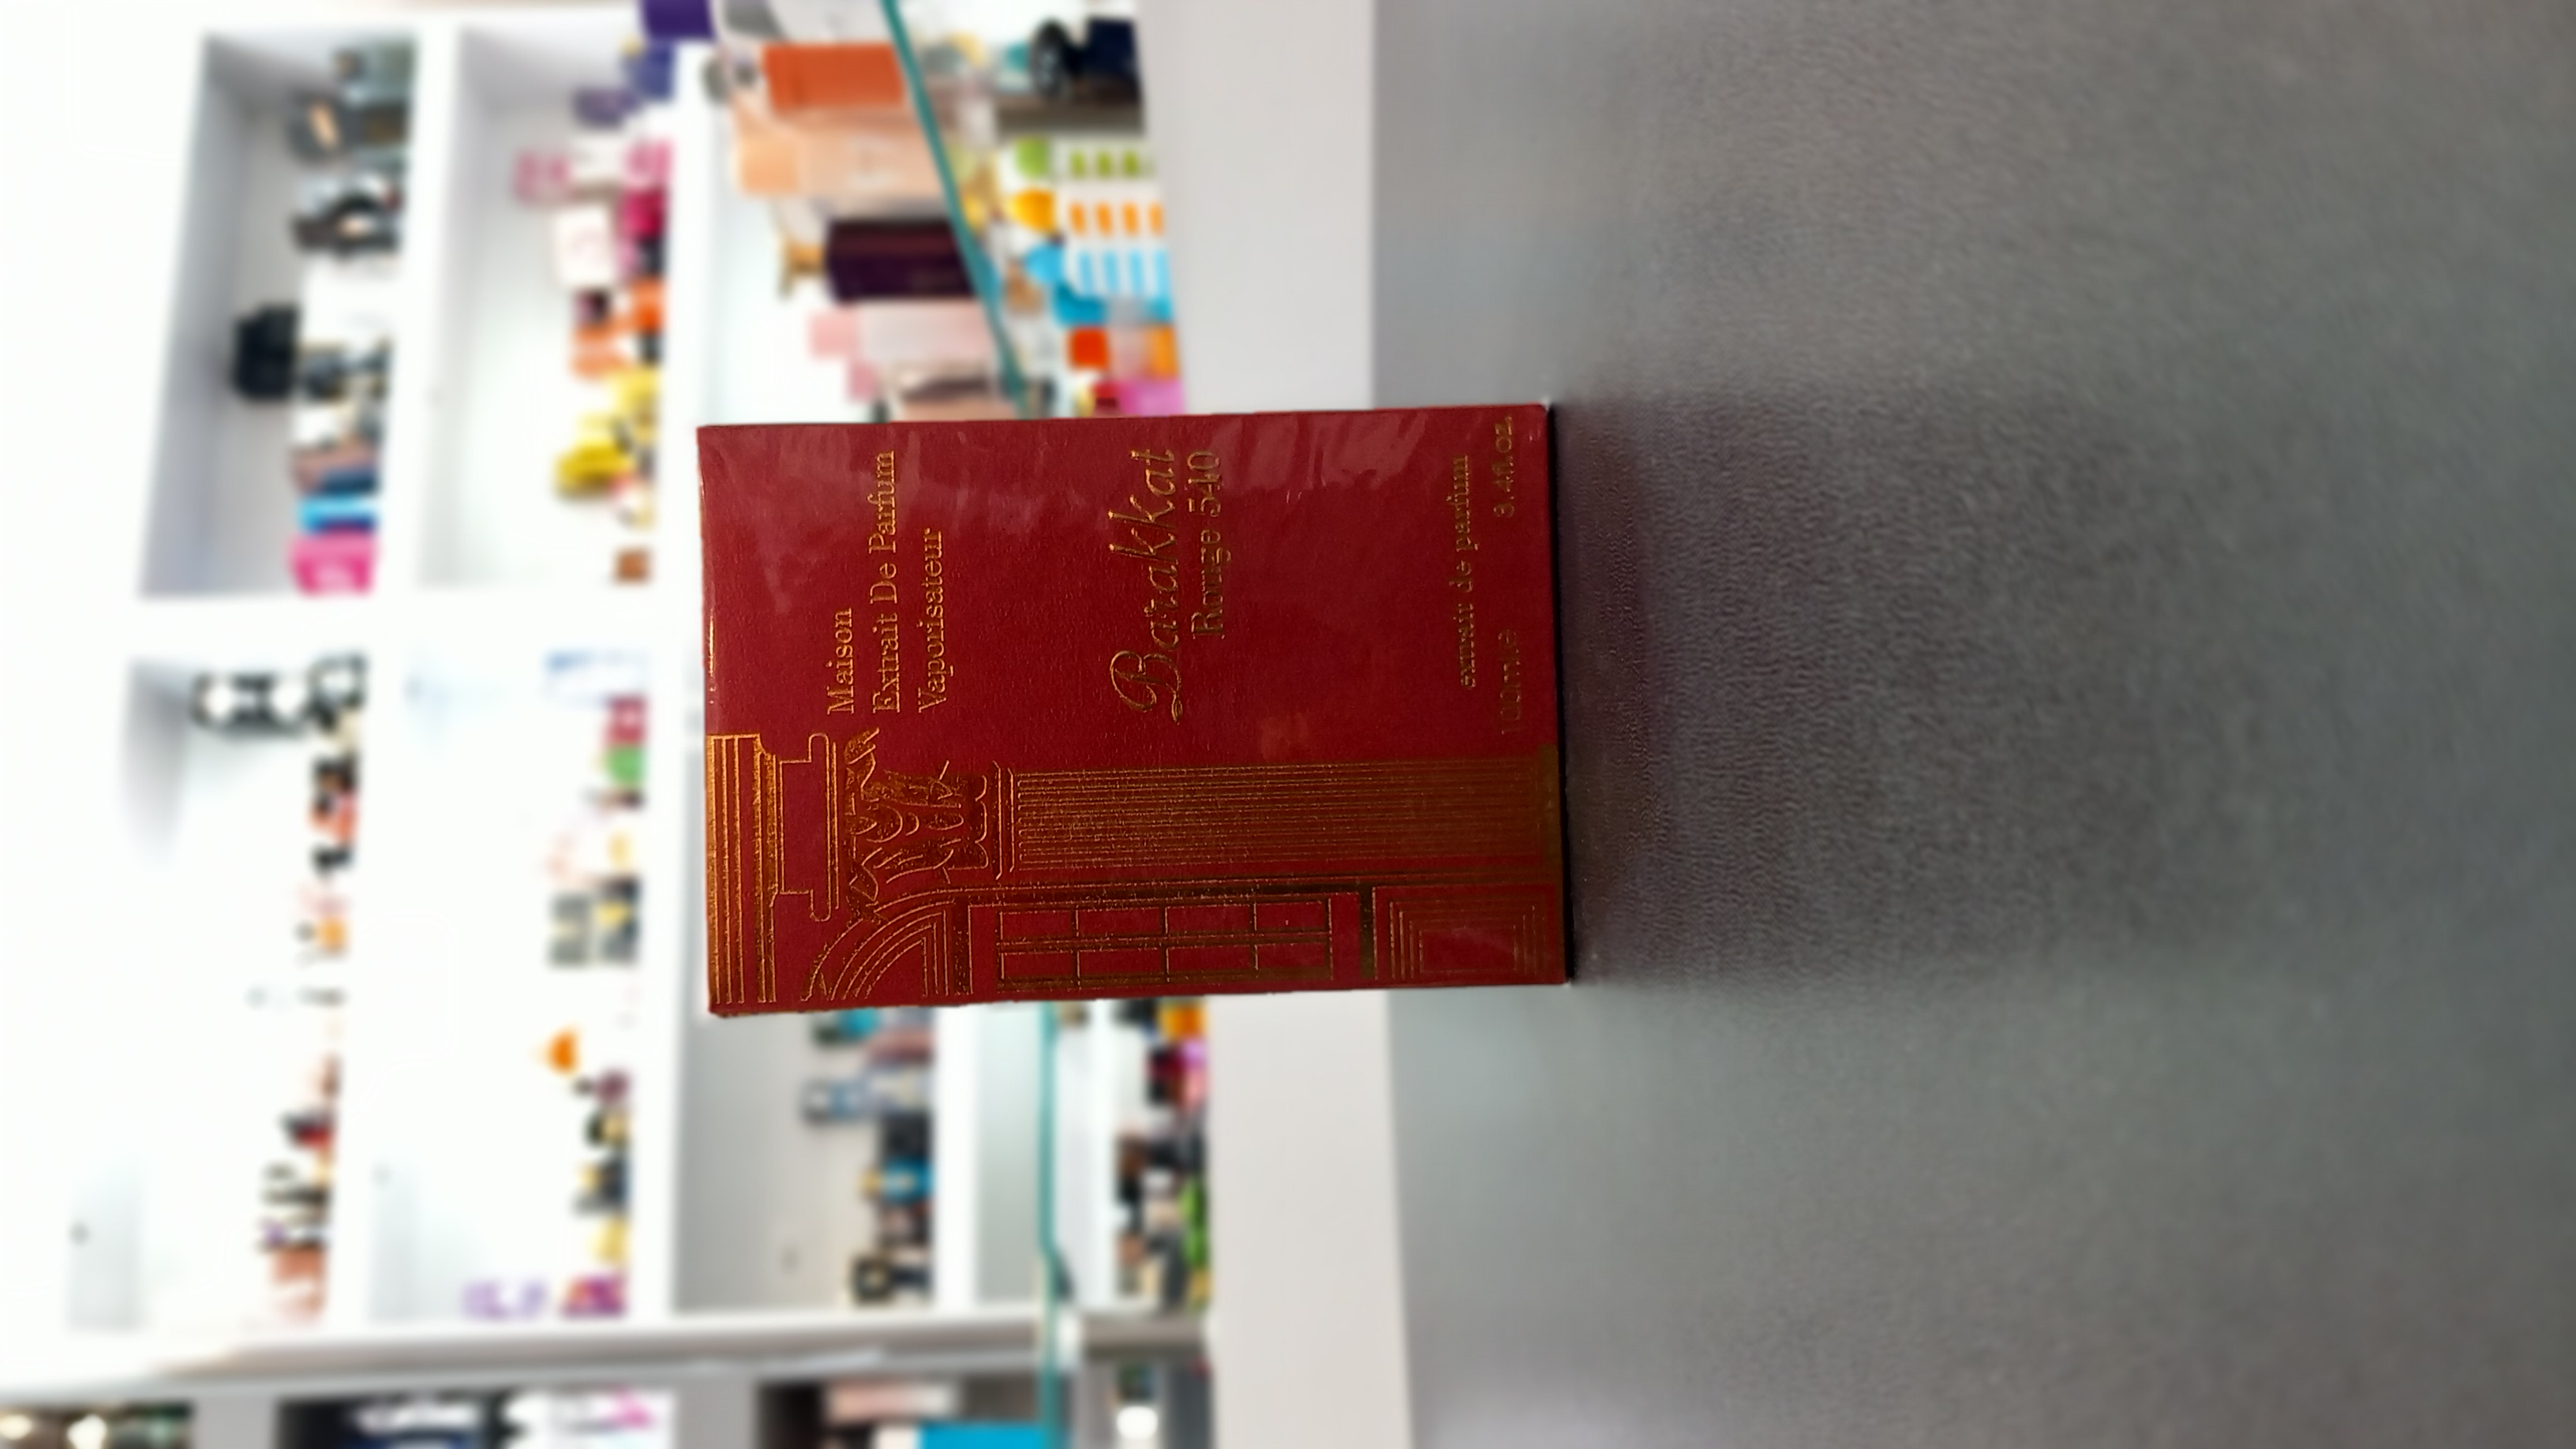 Maison
Extrait De Parfum
Vaporisateur
Barakkat
Rouge 540
extrait de parfum
100ml℮ 3.4fl.oz.